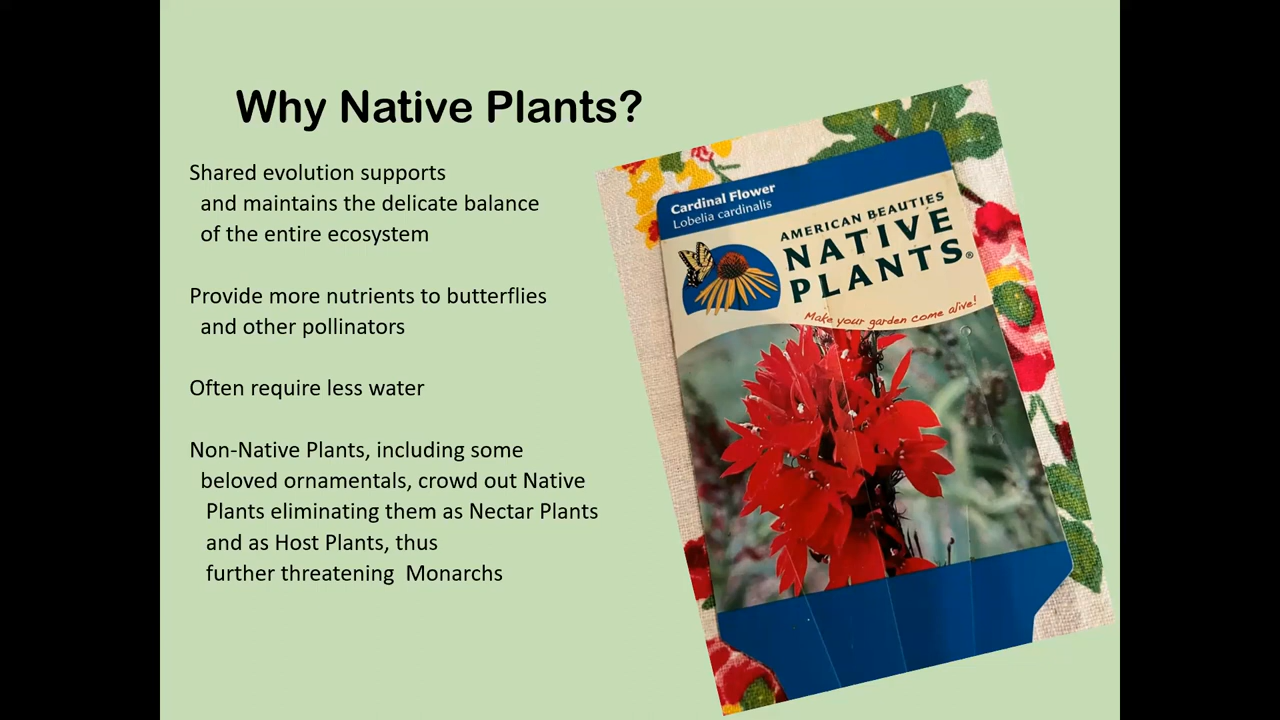 Why Native Plants?
Shared evolution supports
and maintains the delicate balance
of the entire ecosystem
Provide more nutrients to butterflies
and other pollinators
Often require less water
Non-Native Plants, including some
beloved ornamentals, crowd out Native
Plants eliminating them as Nectar Plants
and as Host Plants, thus
further threatening  Monarchs
Cardinal Flower
Lobelia cardinalis
AMERICAN BEAUTIES
NATIVE
PLANTS®
Make your garden come alive!